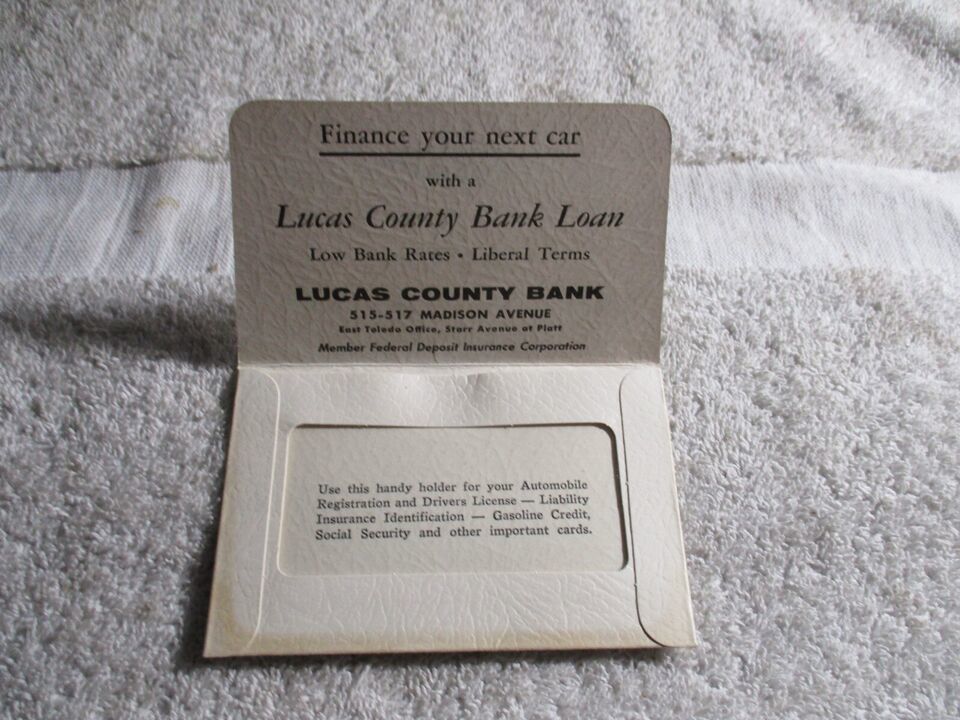 Finance your next car
with a
Lucas County Bank Loan
Low Bank Rates • Liberal Terms
LUCAS COUNTY BANK
515-517 MADISON AVENUE
East Toledo Office, Starr Avenue at Platt
Member Federal Deposit Insurance Corporation
Use this handy holder for your Automobile
Registration and Drivers License — Liability
Insurance Identification — Gasoline Credit,
Social Security and other important cards.